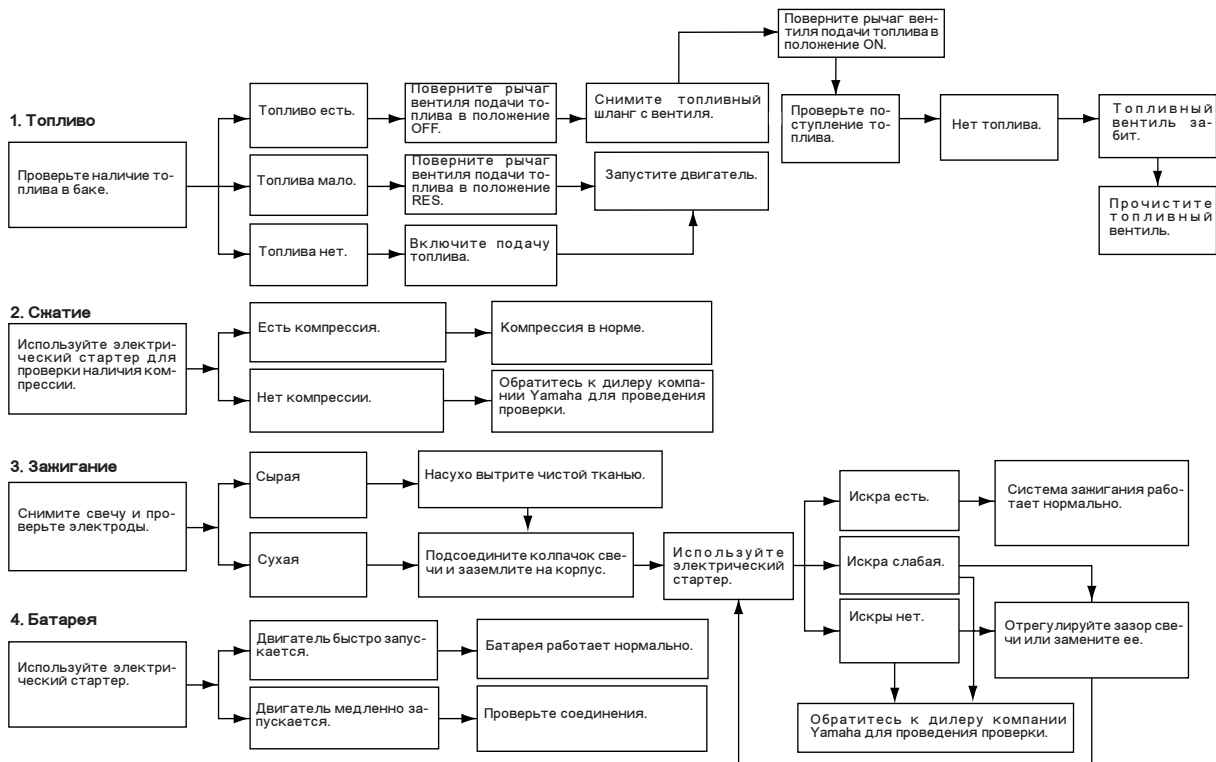 1. Топливо
Проверьте наличие то-
плива в баке.
Топливо есть.
Поверните рычаг
вентиля подачи то-
плива в положение
OFF.
Снимите топливный
шланг с вентиля.
Поверните рычаг вен-
тиля подачи топлива в
положение ON.
Проверьте по-
ступление то-
плива.
Нет топлива.
Топливный
вентиль за-
бит.
Прочистите
топливный
вентиль.
Топлива мало.
Поверните рычаг
вентиля подачи то-
плива в положение
RES.
Запустите двигатель.
Топлива нет.
Включите подачу
топлива.
2. Сжатие
Используйте электри-
ческий стартер для
проверки наличия ком-
прессии.
Есть компрессия.
Компрессия в норме.
Нет компрессии.
Обратитесь к дилеру компа-
нии Yamaha для проведения
проверки.
3. Зажигание
Снимите свечу и про-
верьте электроды.
Сырая
Насухо вытрите чистой тканью.
Сухая
Подсоедините колпачок све-
чи и заземлите на корпус.
Используйте
электрический
стартер.
Искра есть.
Система зажигания рабо-
тает нормально.
Искра слабая.
Искры нет.
Отрегулируйте зазор све-
чи или замените ее.
Обратитесь к дилеру компании
Yamaha для проведения проверки.
4. Батарея
Используйте электри-
ческий стартер.
Двигатель быстро запус-
кается.
Батарея работает нормально.
Двигатель медленно за-
пускается.
Проверьте соединения.